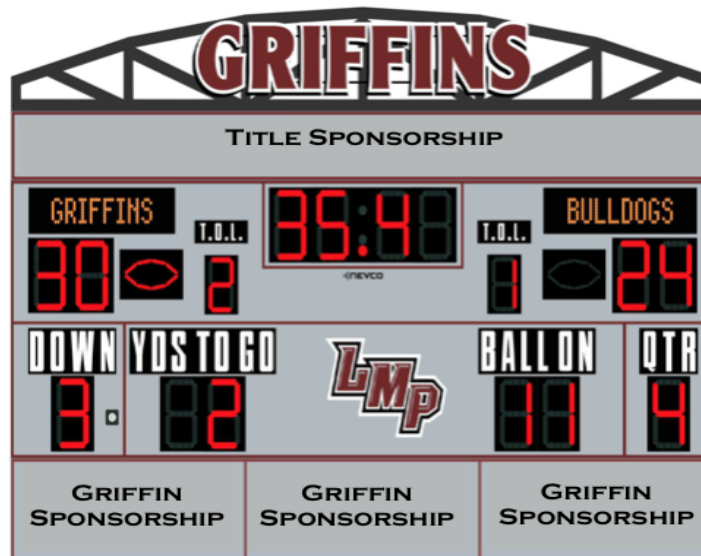 GRIFFINS
TITLE SPONSORSHIP
GRIFFINS 35.4 BULLDOGS
T.O.L. T.O.L.
30 2 1 24
NEVCO
DOWN YDS TO GO BALL ON QTR
3 2 LMP 11 4
GRIFFIN GRIFFIN GRIFFIN
SPONSORSHIP SPONSORSHIP SPONSORSHIP